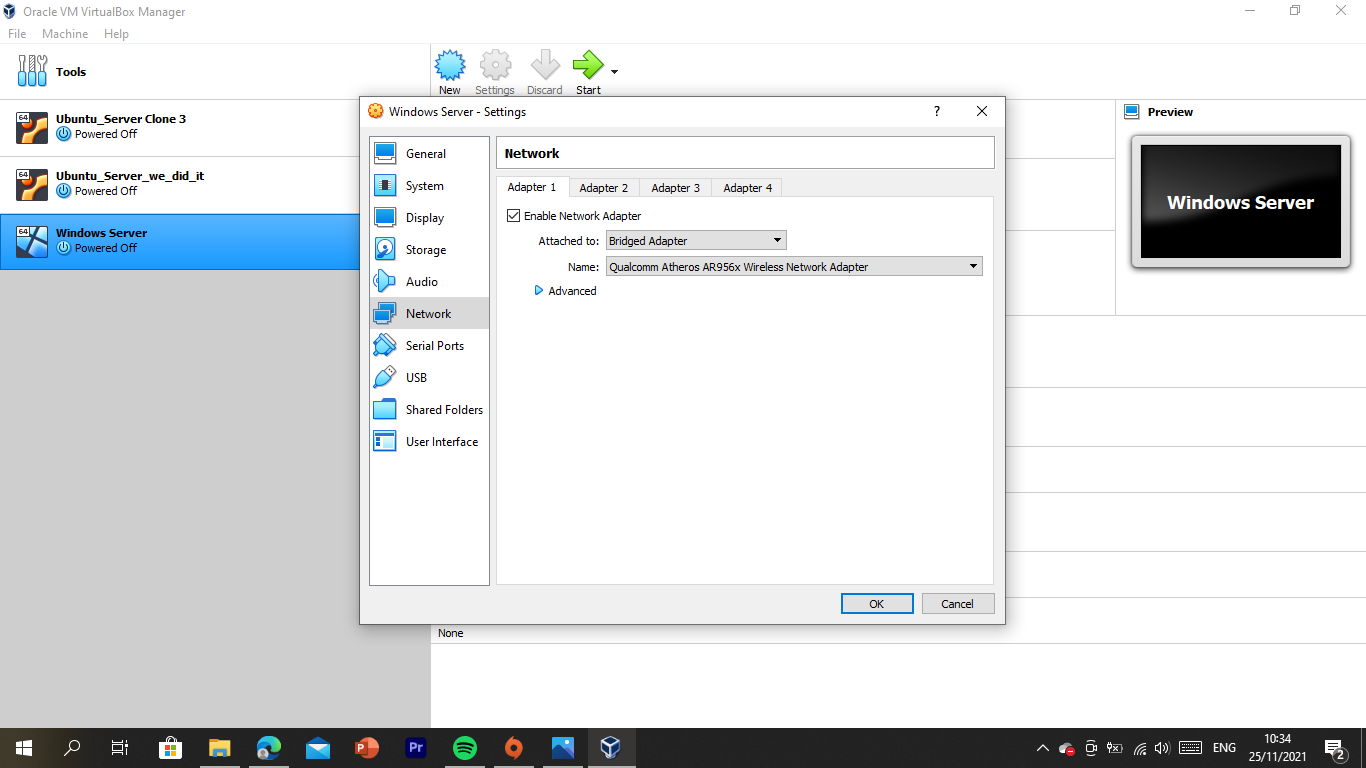 Oracle VM VirtualBox Manager
File Machine Help
Tools
New Settings Discard Start
64
Ubuntu_Server Clone 3
Powered Off
64
Ubuntu_Server_we_did_it
Powered Off
64
Windows Server
Powered Off
Preview
Windows Server
Windows Server - Settings
?
General
System
Display
Storage
Audio
Network
Serial Ports
USB
Shared Folders
User Interface
Network
Adapter 1 Adapter 2 Adapter 3 Adapter 4
Enable Network Adapter
Attached to: Bridged Adapter
Name: Qualcomm Atheros AR956x Wireless Network Adapter
Advanced
OK Cancel
None
P
Pr
ENG
10:34
25/11/2021
2